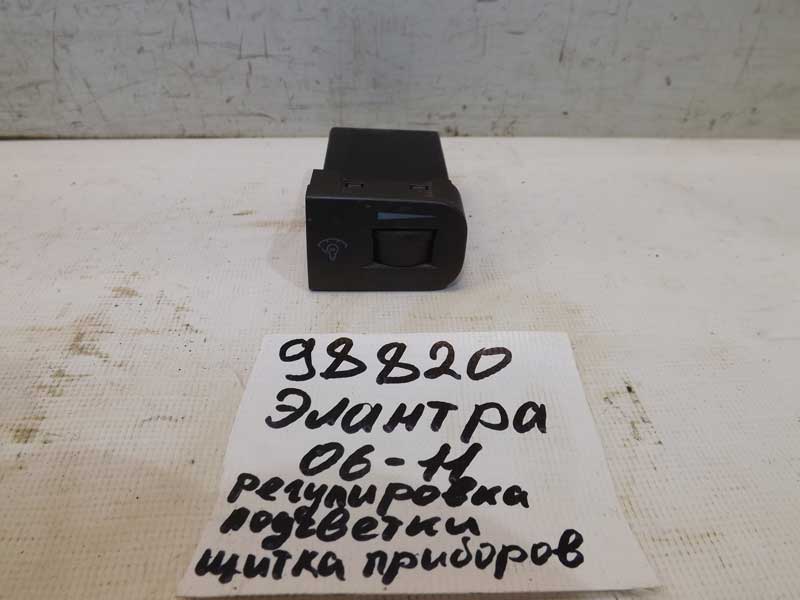 98820
Элантра
06-11
регулировка
подсветки
щитка приборов